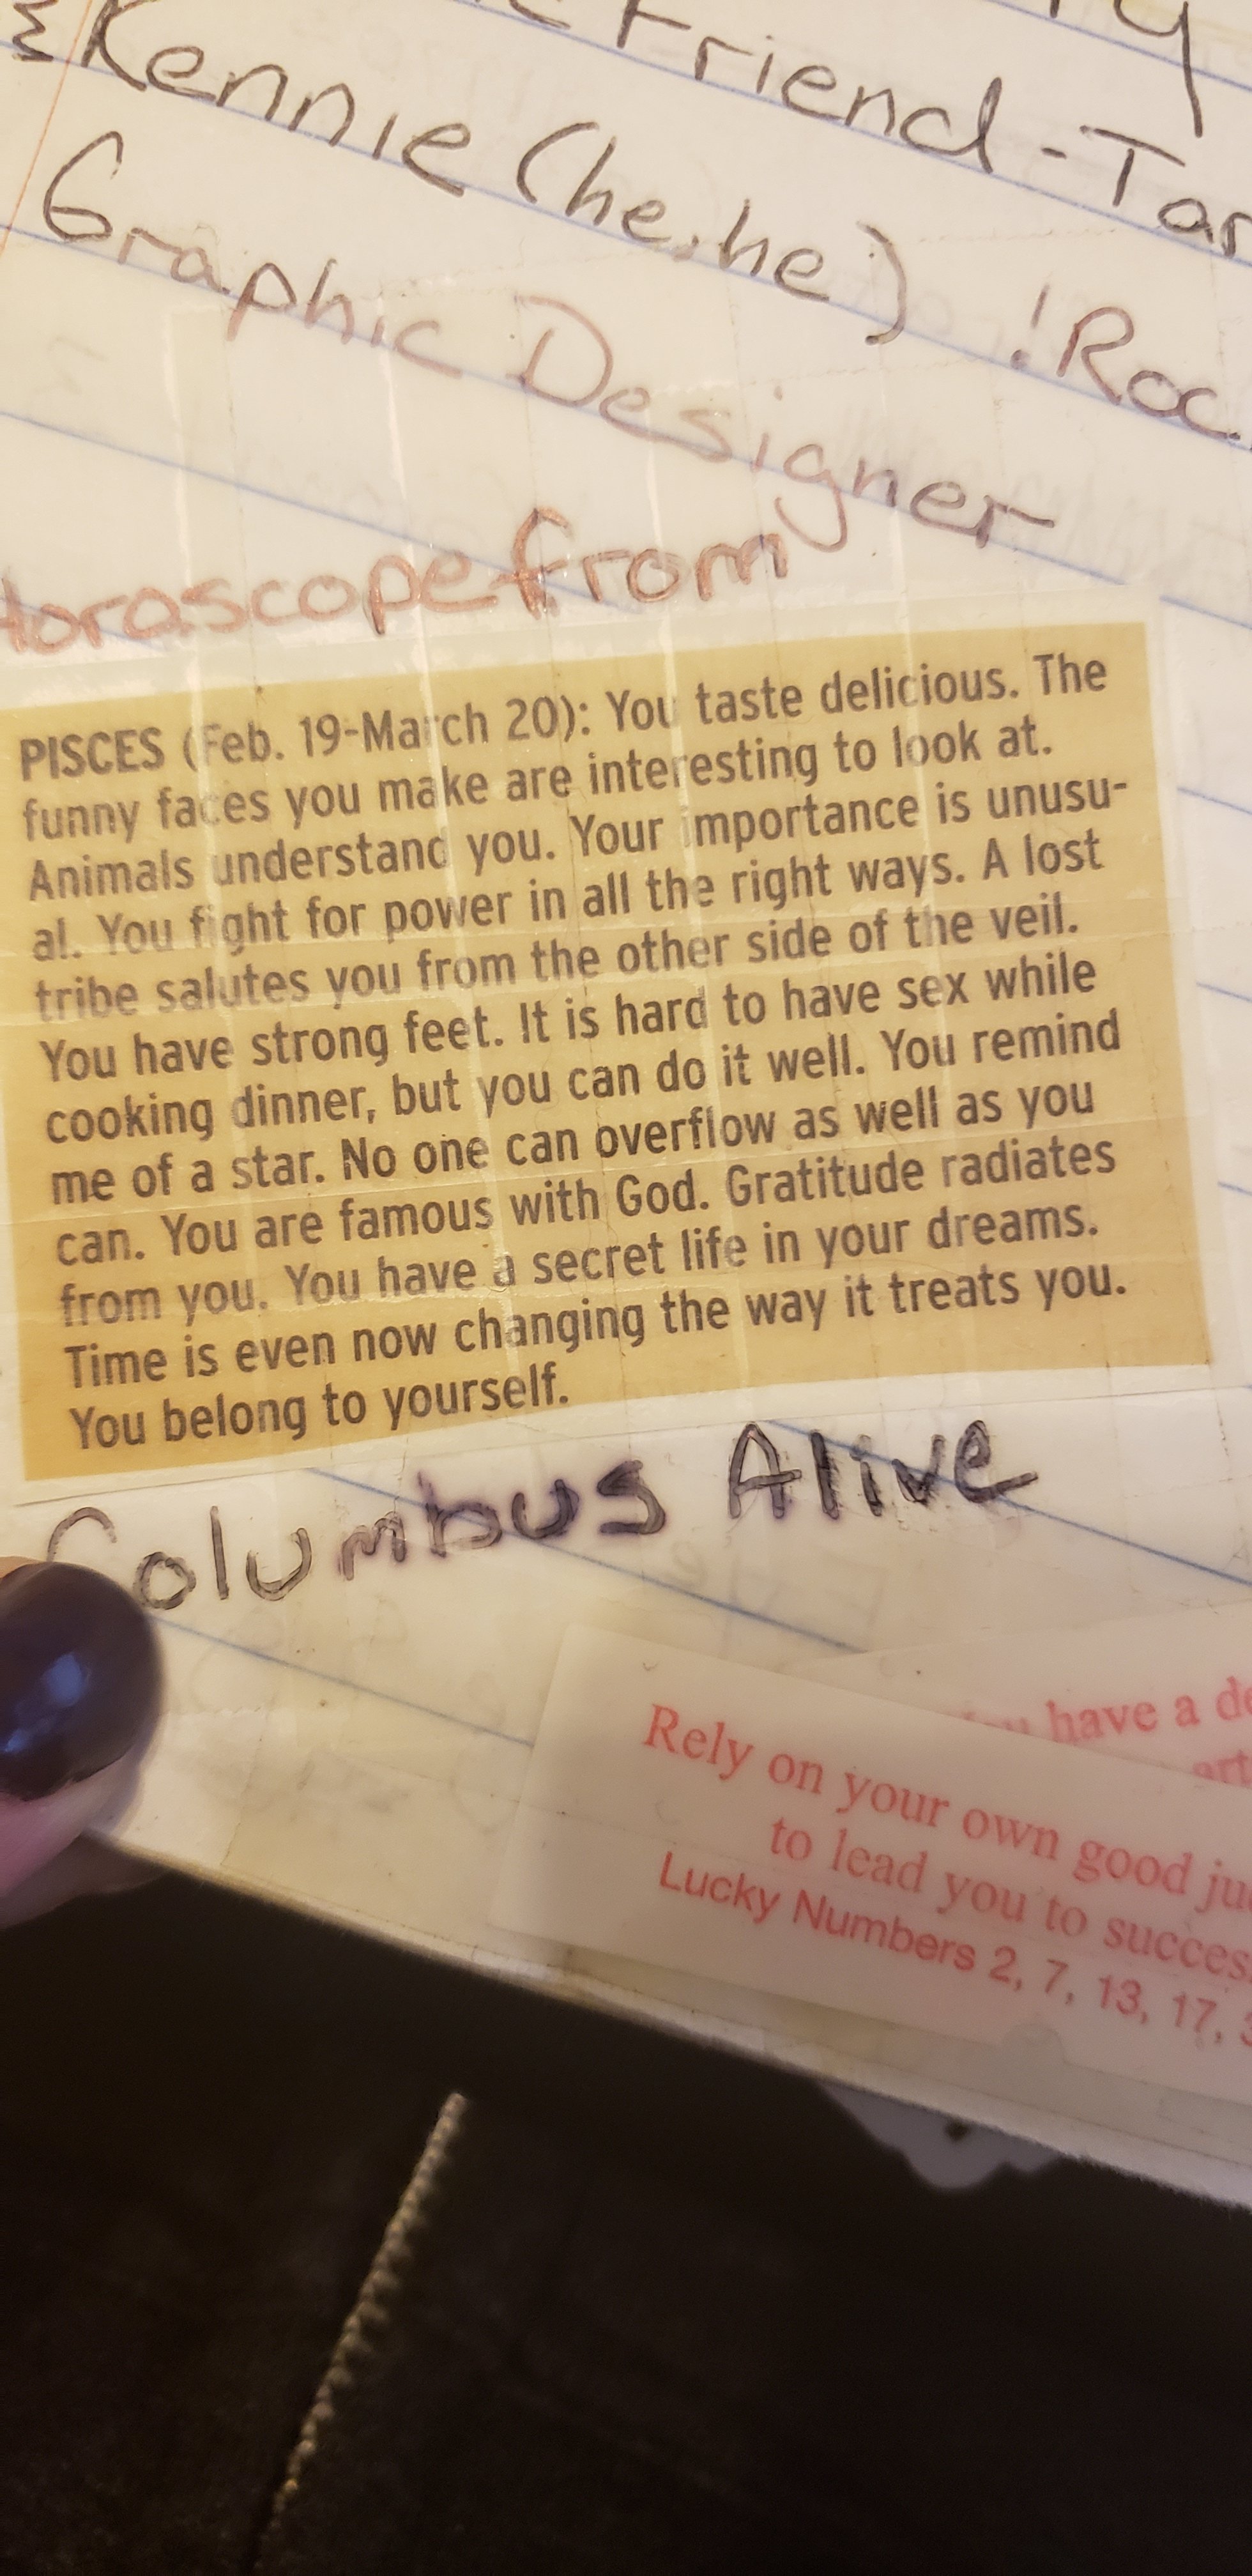 Friend - Tar
& Kennie (he.he) ! Roc
Graphic Designer
Horascope from
PISCES (Feb. 19-March 20): You taste delicious. The
funny faces you make are interesting to look at.
Animals understand you. Your importance is unusu-
al. You fight for power in all the right ways. A lost
tribe salutes you from the other side of the veil.
You have strong feet. It is hard to have sex while
cooking dinner, but you can do it well. You remind
me of a star. No one can overflow as well as you
can. You are famous with God. Gratitude radiates
from you. You have a secret life in your dreams.
Time is even now changing the way it treats you.
You belong to yourself.
Columbus Alive
have a de
Rely on your own good ju
to lead you to success
Lucky Numbers 2, 7, 13, 17, 3